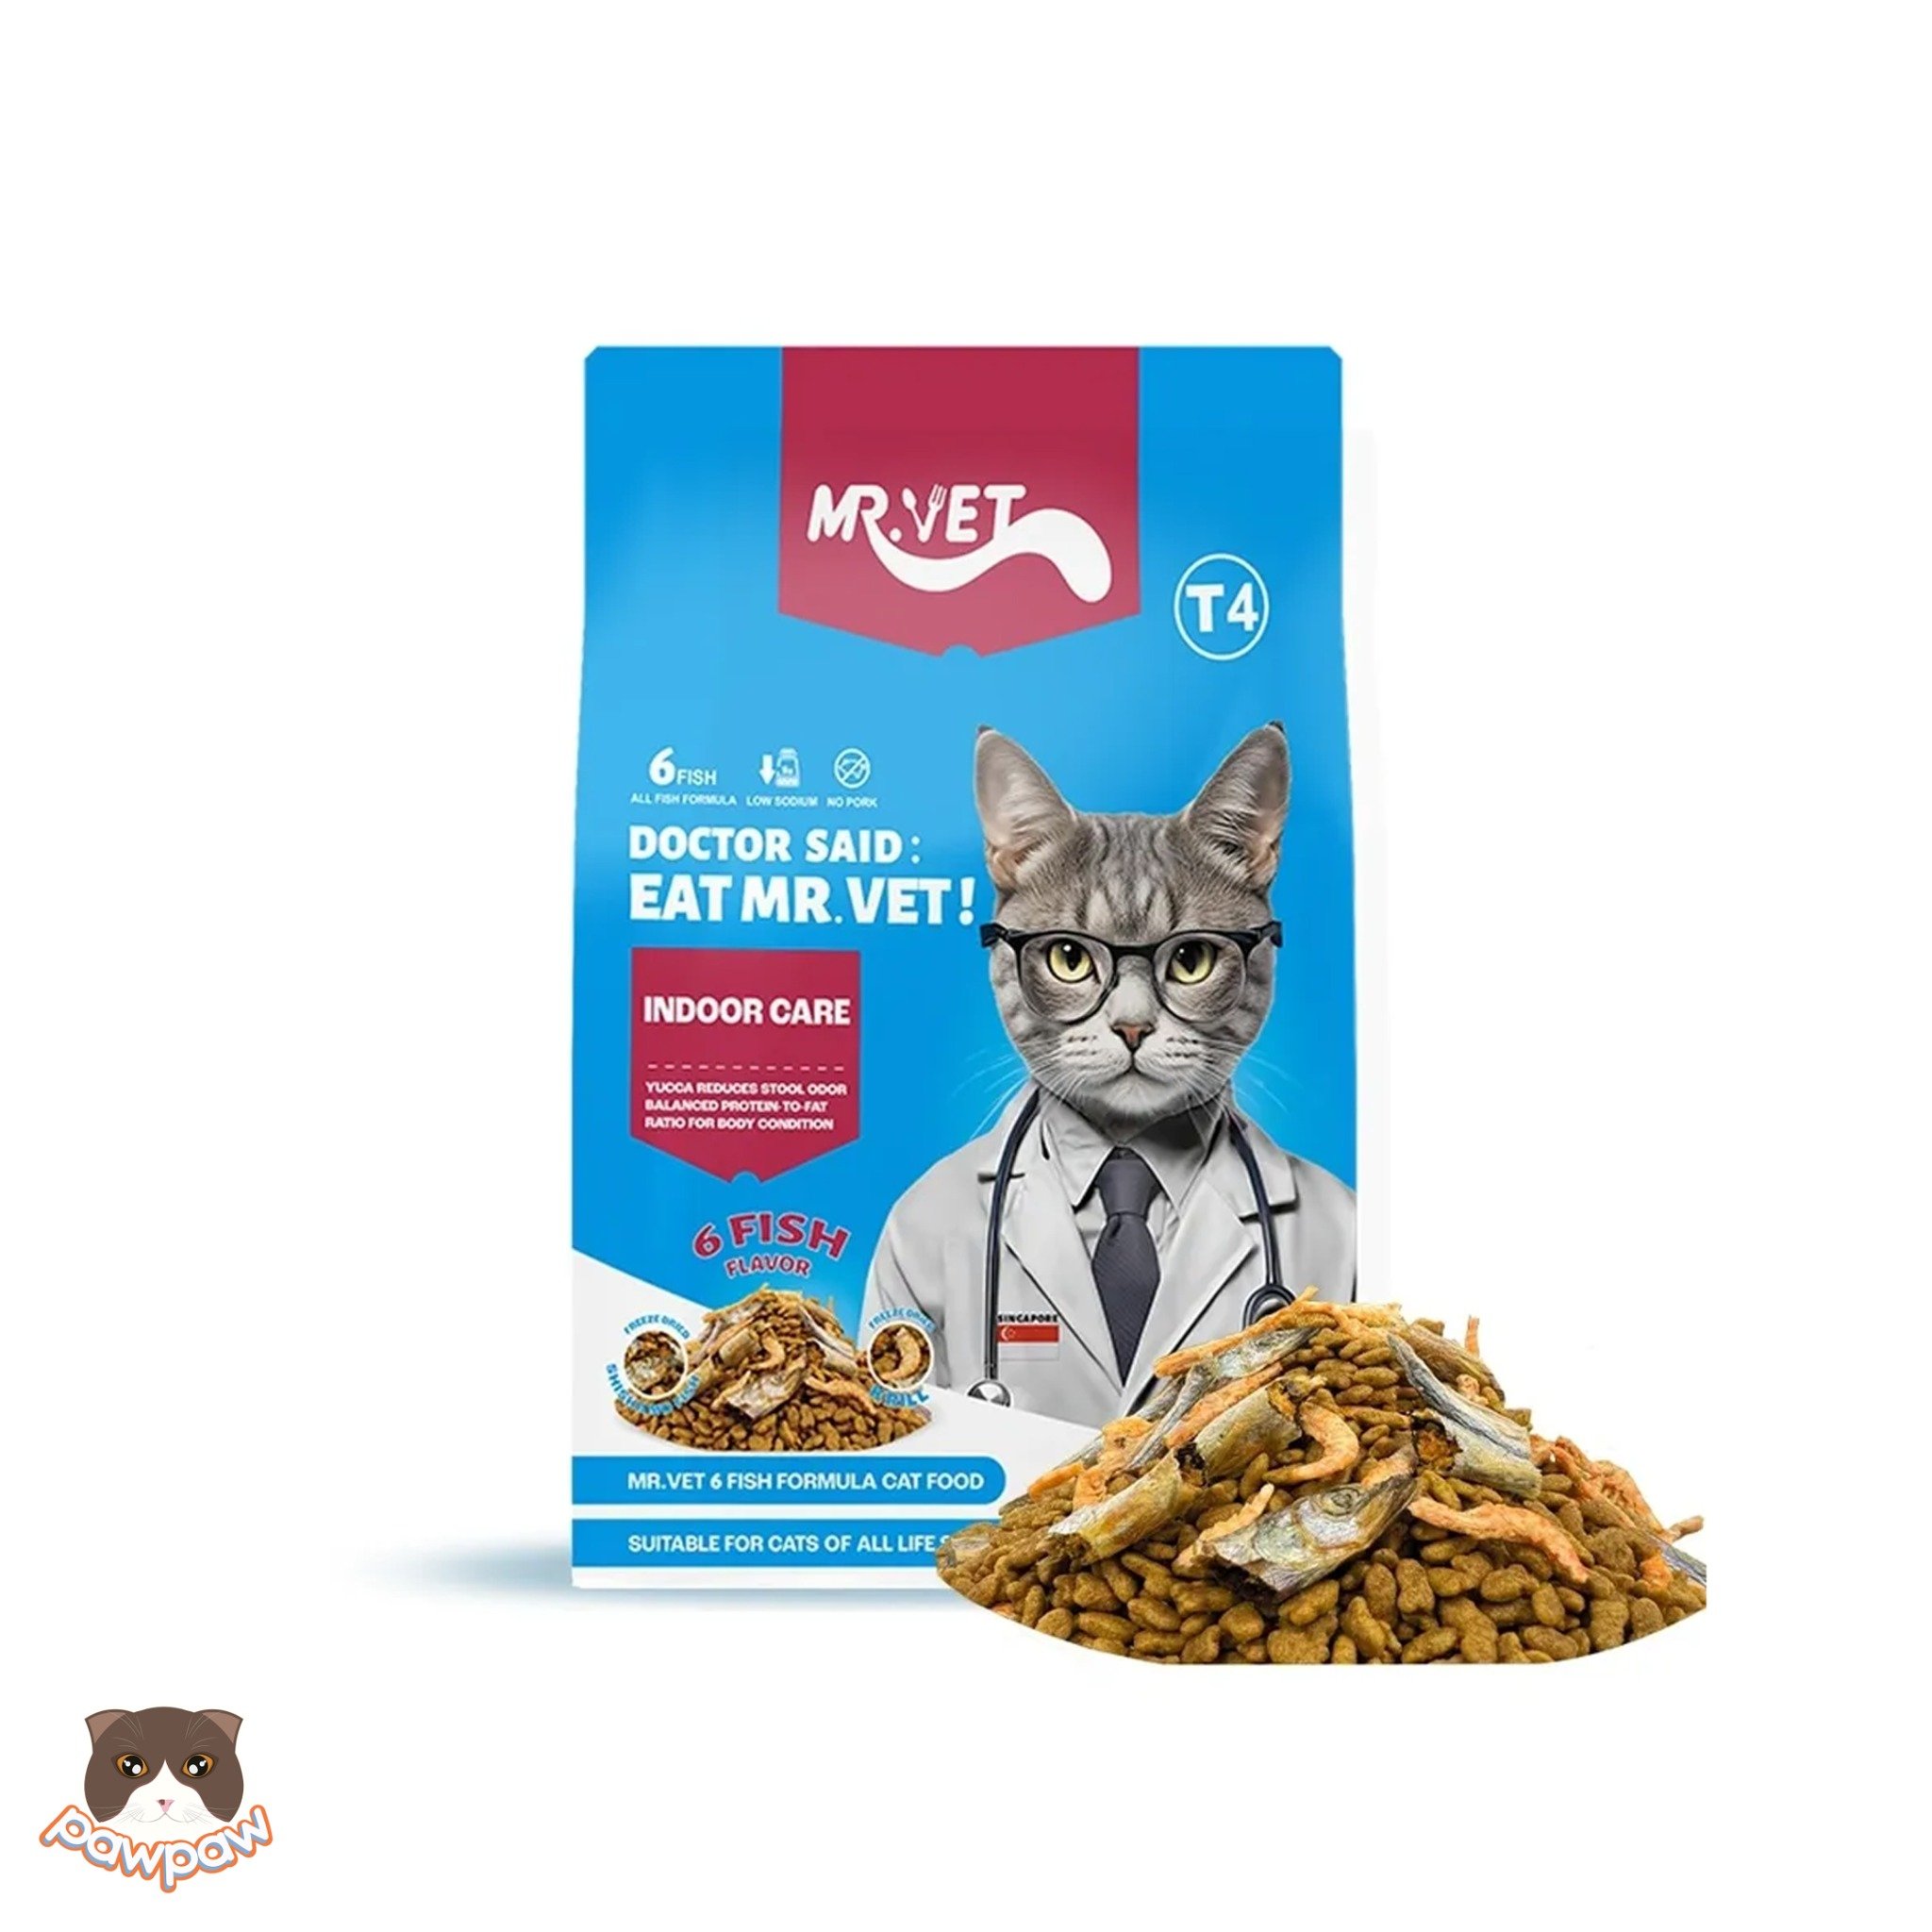 MR.VET
T4
6 FISH
ALL FISH FORMULA
LOW SODIUM
NO PORK
DOCTOR SAID:
EAT MR.VET!
INDOOR CARE
YUCCA REDUCES STOOL ODOR
BALANCED PROTEIN-TO-FAT
RATIO FOR BODY CONDITION
6 FISH
FLAVOR
FREEZE DRIED
FREEZE DRIED
KRILL
SINGAPORE
MR.VET 6 FISH FORMULA CAT FOOD
SUITABLE FOR CATS OF ALL LIFE
pawpaw